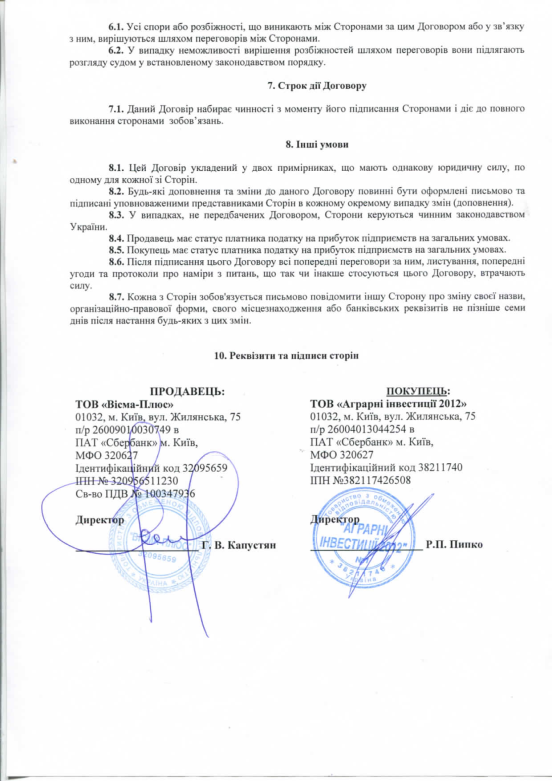 6.1. Усі спори або розбіжності, що виникають між Сторонами за цим Договором або у зв'язку
з ним, вирішуються шляхом переговорів між Сторонами.
6.2. У випадку неможливості вирішення розбіжностей шляхом переговорів вони підлягають
розгляду судом у встановленому законодавством порядку.
7. Строк дії Договору
7.1. Даний Договір набирає чинності з моменту його підписання Сторонами і діє до повного
виконання сторонами зобов'язань.
8. Інші умови
8.1. Цей Договір укладений у двох примірниках, що мають однакову юридичну силу, по
одному для кожної зі Сторін.
8.2. Будь-які доповнення та зміни до даного Договору повинні бути оформлені письмово та
підписані уповноваженими представниками Сторін в кожному окремому випадку змін (доповнення).
8.3. У випадках, не передбачених Договором, Сторони керуються чинним законодавством
України.
8.4. Продавець має статус платника податку на прибуток підприємств на загальних умовах.
8.5. Покупець має статус платника податку на прибуток підприємств на загальних умовах.
8.6. Після підписання цього Договору всі попередні переговори за ним, листування, попередні
угоди та протоколи про наміри з питань, що так чи інакше стосуються цього Договору, втрачають
силу.
8.7. Кожна з Сторін зобов'язується письмово повідомити іншу Сторону про зміну своєї назви,
організаційно-правової форми, свого місцезнаходження або банківських реквізитів не пізніше семи
днів після настання будь-яких з цих змін.
10. Реквізити та підписи сторін
ПРОДАВЕЦЬ:
ТОВ «Вісма-Плюс»
01032, м. Київ, вул. Жилянська, 75
п/р 26009010030749 в
ПАТ «Сбербанк» м. Київ,
МФО 320627
Ідентифікаційний код 32095659
ІПН № 320956511230
Св-во ПДВ № 100347936
Директор
Г. В. Капустян
32095659
ПОКУПЕЦЬ:
ТОВ «Аграрні інвестиції 2012»
01032, м. Київ, вул. Жилянська, 75
п/р 26004013044254 в
ПАТ «Сбербанк» м. Київ,
МФО 320627
Ідентифікаційний код 38211740
ІПН №382117426508
Директор
Р.П. Пипко
Товариство з обмеженою
відповідальністю
"АГРАРНІ
ІНВЕСТИЦІЇ 2012"
38211740
Україна